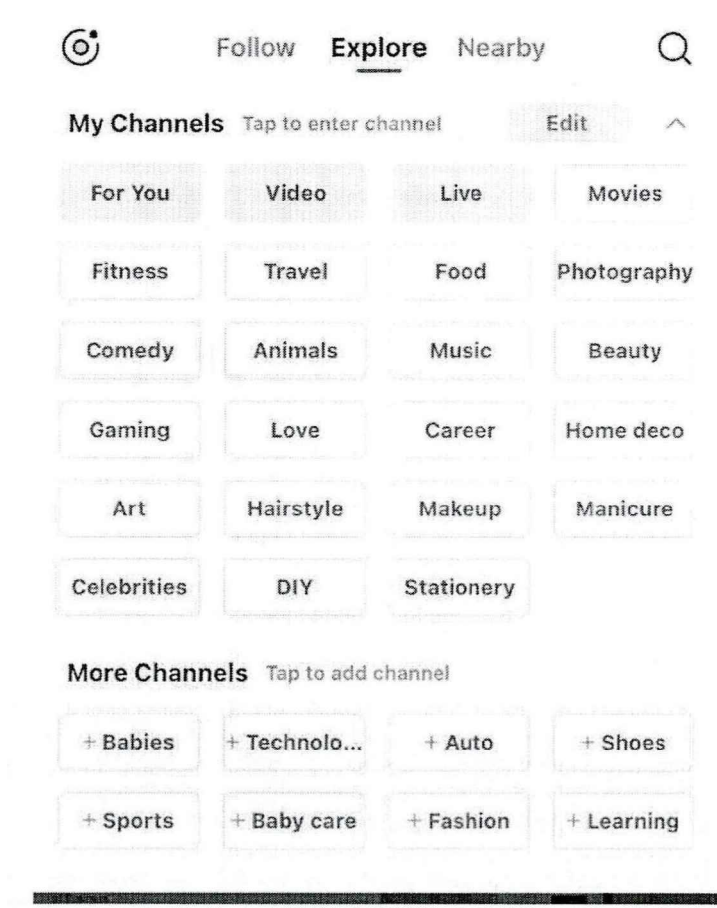 Follow Explore Nearby
My Channels Tap to enter channel Edit
For You Video Live Movies
Fitness Travel Food Photography
Comedy Animals Music Beauty
Gaming Love Career Home deco
Art Hairstyle Makeup Manicure
Celebrities DIY Stationery
More Channels Tap to add channel
+ Babies + Technolo... + Auto + Shoes
+ Sports + Baby care + Fashion + Learning